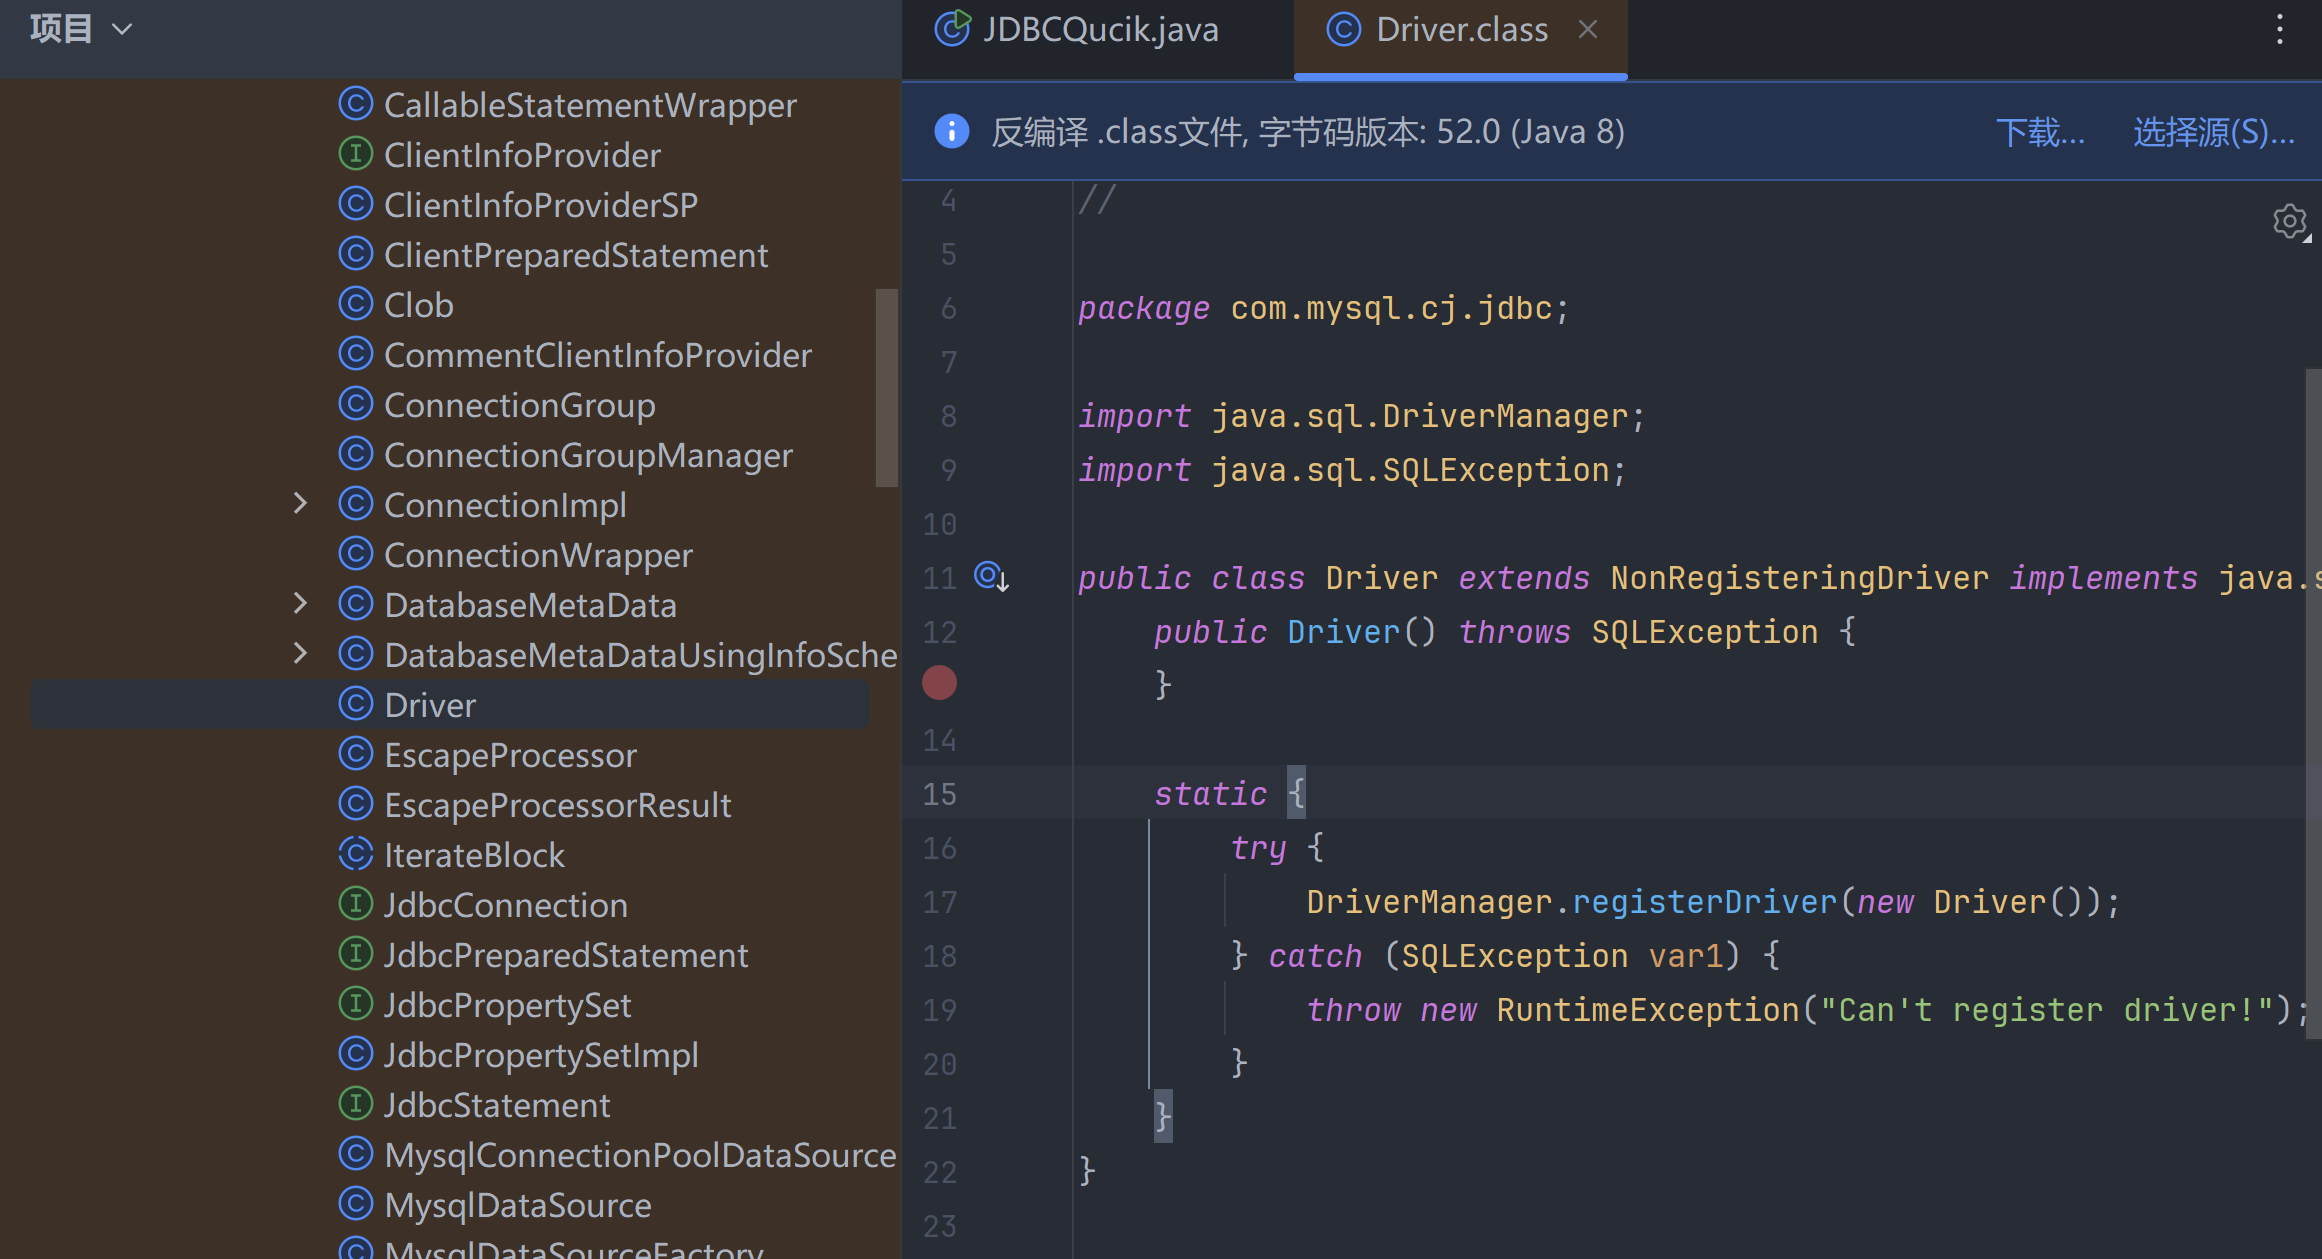 项目
CallableStatementWrapper
ClientInfoProvider
ClientInfoProviderSP
ClientPreparedStatement
Clob
CommentClientInfoProvider
ConnectionGroup
ConnectionGroupManager
ConnectionImpl
ConnectionWrapper
DatabaseMetaData
DatabaseMetaDataUsingInfoSche
Driver
EscapeProcessor
EscapeProcessorResult
IterateBlock
JdbcConnection
JdbcPreparedStatement
JdbcPropertySet
JdbcPropertySetImpl
JdbcStatement
MysqlConnectionPoolDataSource
MysqlDataSource
MysqlDataSourceFactory
JDBCQucik.java Driver.class
反编译 .class文件, 字节码版本: 52.0 (Java 8) 下载... 选择源(S)...
4 //
5
6 package com.mysql.cj.jdbc;
7
8 import java.sql.DriverManager;
9 import java.sql.SQLException;
10
11 public class Driver extends NonRegisteringDriver implements java.s
12 public Driver() throws SQLException {
}
14
15 static {
16 try {
17 DriverManager.registerDriver(new Driver());
18 } catch (SQLException var1) {
19 throw new RuntimeException("Can't register driver!");
20 }
21 }
22 }
23